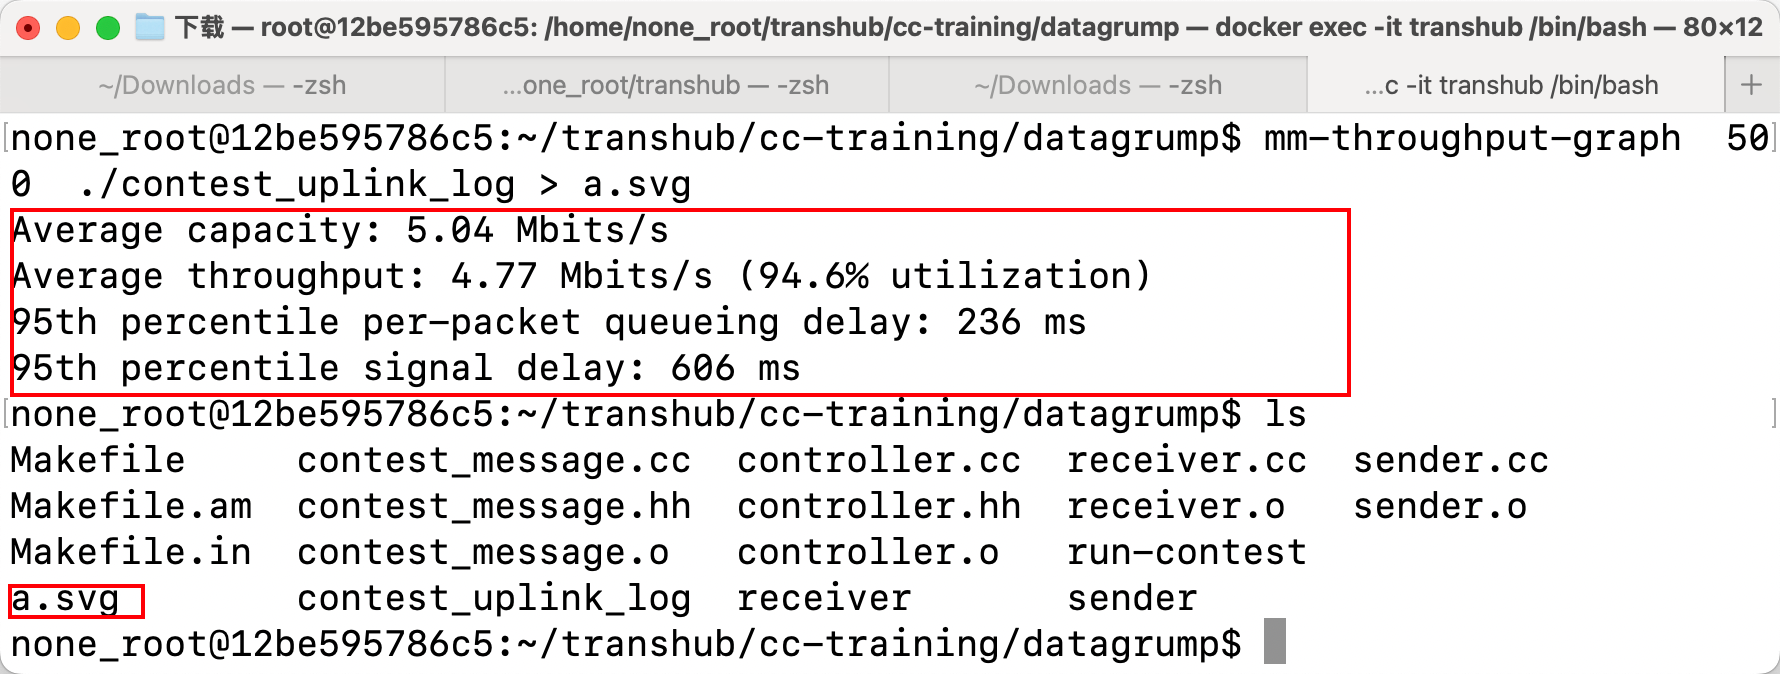 下载 — root@12be595786c5: /home/none_root/transhub/cc-training/datagrump — docker exec -it transhub /bin/bash — 80×12
~/Downloads — -zsh
...one_root/transhub — -zsh
~/Downloads — -zsh
...c -it transhub /bin/bash
+
[none_root@12be595786c5:~/transhub/cc-training/datagrump$ mm-throughput-graph  50]
0  ./contest_uplink_log > a.svg
Average capacity: 5.04 Mbits/s
Average throughput: 4.77 Mbits/s (94.6% utilization)
95th percentile per-packet queueing delay: 236 ms
95th percentile signal delay: 606 ms
[none_root@12be595786c5:~/transhub/cc-training/datagrump$ ls ]
Makefile     contest_message.cc  controller.cc  receiver.cc  sender.cc
Makefile.am  contest_message.hh  controller.hh  receiver.o   sender.o
Makefile.in  contest_message.o   controller.o   run-contest
a.svg        contest_uplink_log  receiver       sender
none_root@12be595786c5:~/transhub/cc-training/datagrump$